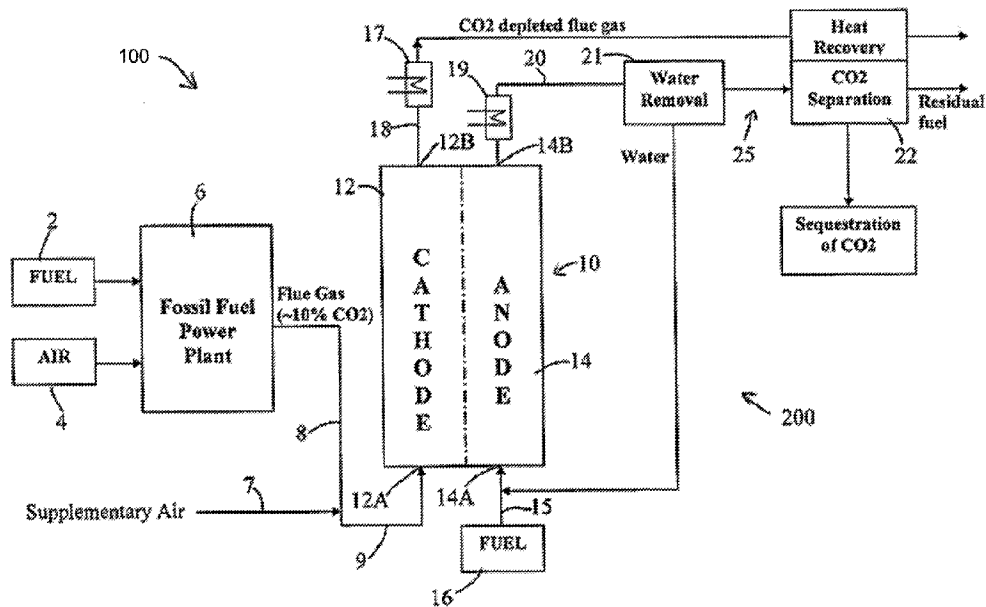 17
CO2 depleted flue gas
Heat
Recovery
100
19
20
21
Water
Removal
CO2
Separation
Residual
fuel
18
12B
14B
Water
25
22
12
6
2
FUEL
Sequestration
of CO2
C
A
T
H
O
D
E
A
N
O
D
E
10
Flue Gas
(~10% CO2)
Fossil Fuel
Power
Plant
AIR
14
4
8
200
12A
14A
7
Supplementary Air
15
9
FUEL
16